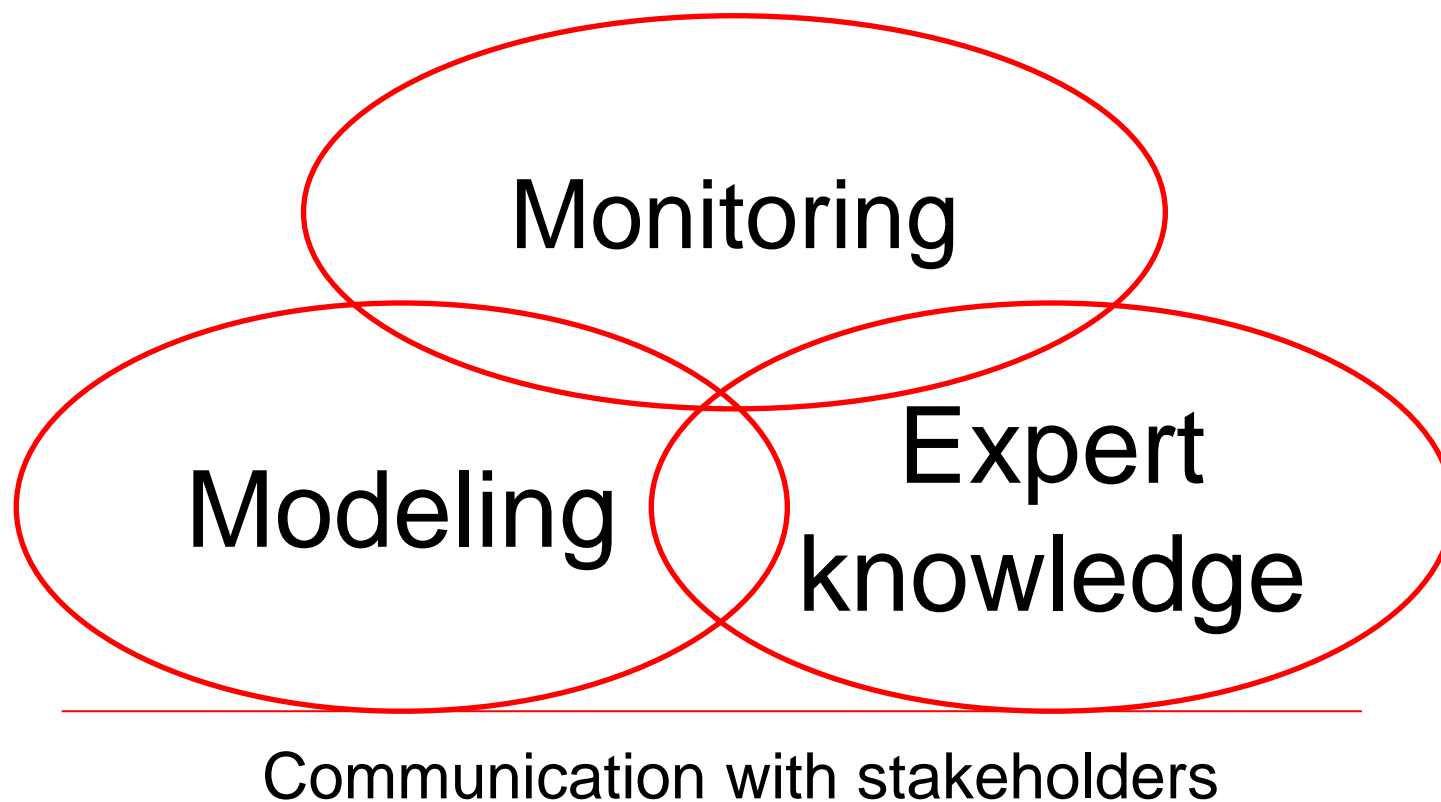 Monitoring
Modeling
Expert
knowledge
Communication with stakeholders